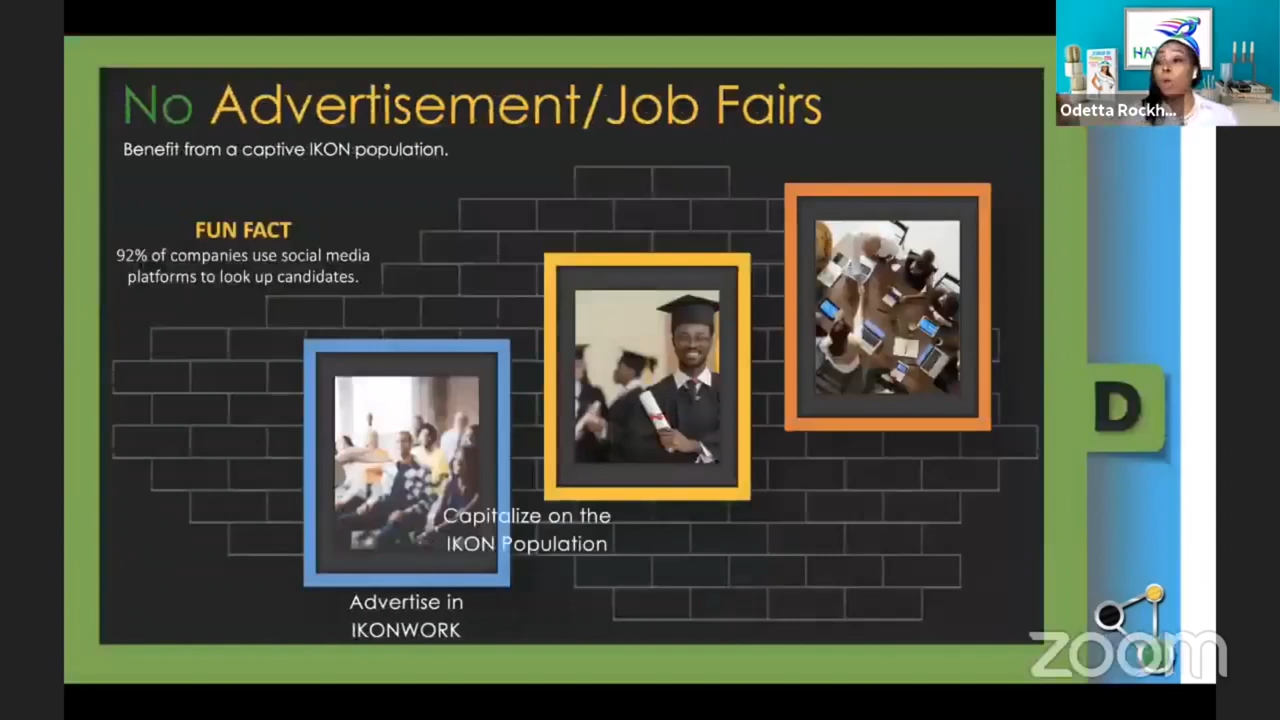 No Advertisement/Job Fairs
Benefit from a captive IKON population.
FUN FACT
92% of companies use social media
platforms to look up candidates.
Capitalize on the
IKON Population
Advertise in
IKONWORK
Odetta Rockh...
D
zoom